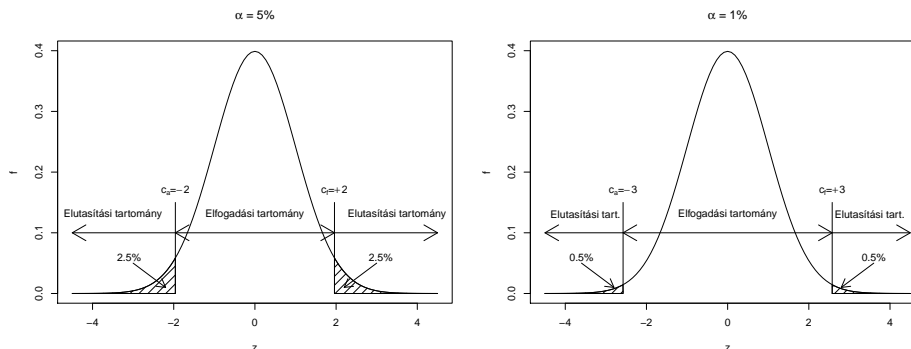 α = 5%
f
0.0 0.1 0.2 0.3 0.4
cₐ=−2
c_f=+2
Elutasítási tartomány
Elfogadási tartomány
Elutasítási tartomány
2.5%
2.5%
−4 −2 0 2 4
z
α = 1%
f
0.0 0.1 0.2 0.3 0.4
cₐ=−3
c_f=+3
Elutasítási tart.
Elfogadási tartomány
Elutasítási tart.
0.5%
0.5%
−4 −2 0 2 4
z